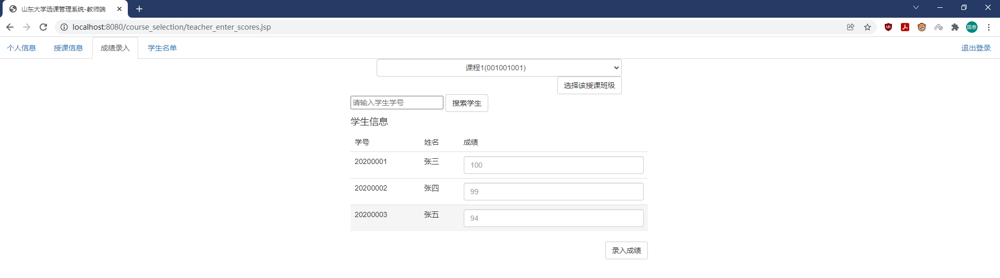 山东大学选课管理系统-教师端
localhost:8080/course_selection/teacher_enter_scores.jsp
国泰
个人信息 授课信息 成绩录入 学生名单 退出登录
课程1(001001001)
选择该授课班级
请输入学生学号 搜索学生
学生信息
学号 姓名 成绩
20200001 张三 100
20200002 张四 99
20200003 张五 94
录入成绩